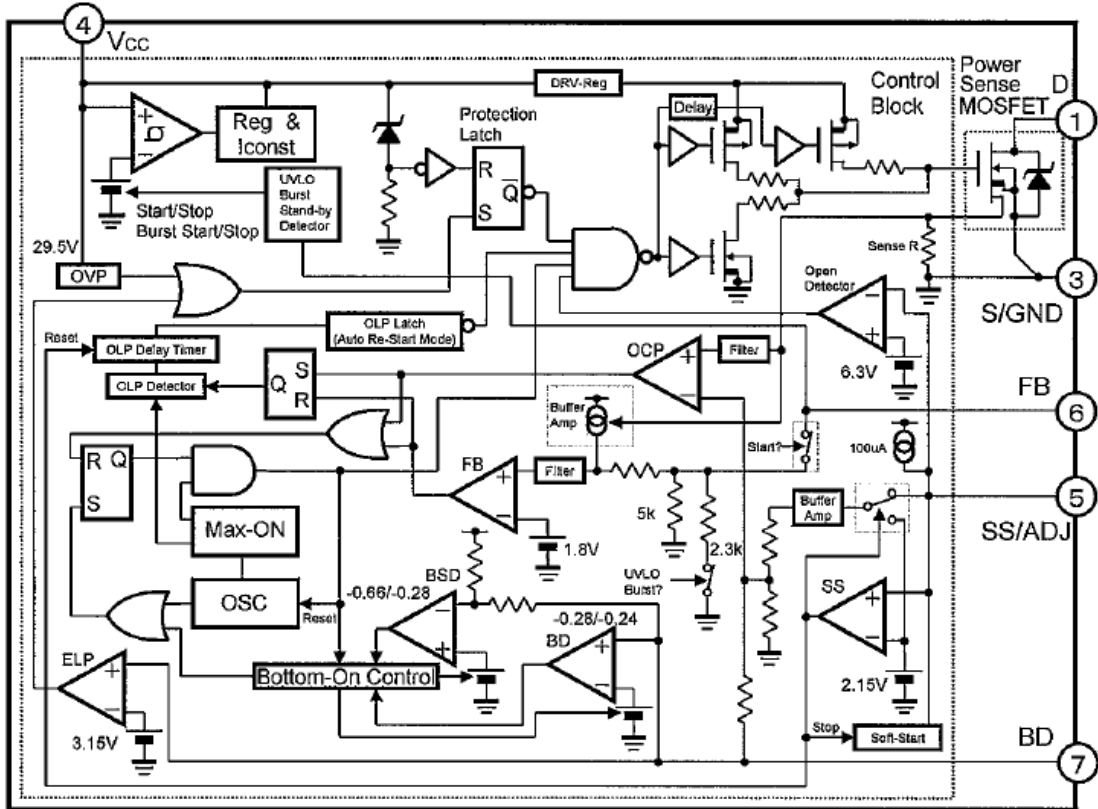 4
Vcc
DRV-Reg
Control
Block
Power
Sense
MOSFET
D
1
Delay
Protection
Latch
Reg &
Iconst
R
Q
S
UVLO
Burst
Stand-by
Detector
Start/Stop
Burst Start/Stop
29.5V
OVP
Sense R
3
S/GND
Open
Detector
6.3V
Reset
OLP Delay Timer
OLP Latch
(Auto Re-Start Mode)
OLP Detector
Q
S
R
OCP
Filter
FB
6
Buffer
Amp
Start?
100uA
R
Q
S
FB
Filter
5
SS/ADJ
Buffer
Amp
Max-ON
5k
1.8V
2.3k
BSD
-0.66/-0.28
UVLO
Burst?
SS
OSC
Reset
-0.28/-0.24
BD
ELP
Bottom-On Control
2.15V
3.15V
Stop
Soft-Start
BD
7